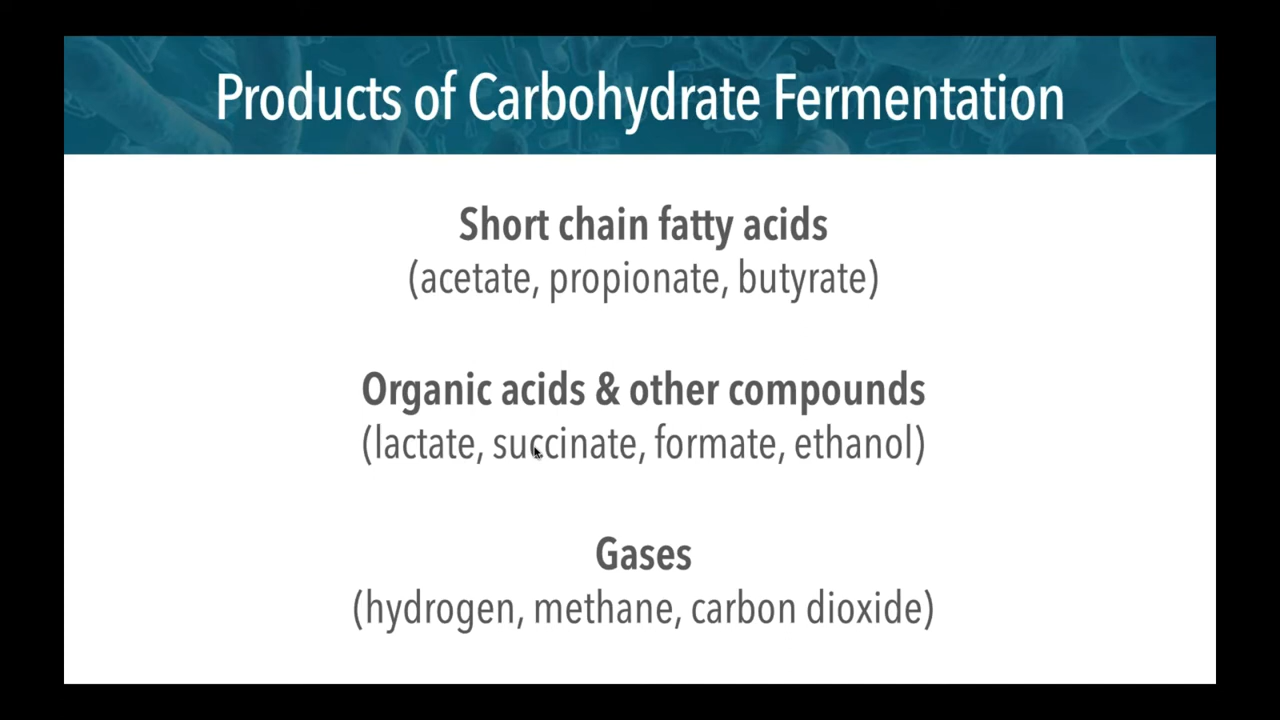 Products of Carbohydrate Fermentation
Short chain fatty acids
(acetate, propionate, butyrate)
Organic acids & other compounds
(lactate, succinate, formate, ethanol)
Gases
(hydrogen, methane, carbon dioxide)